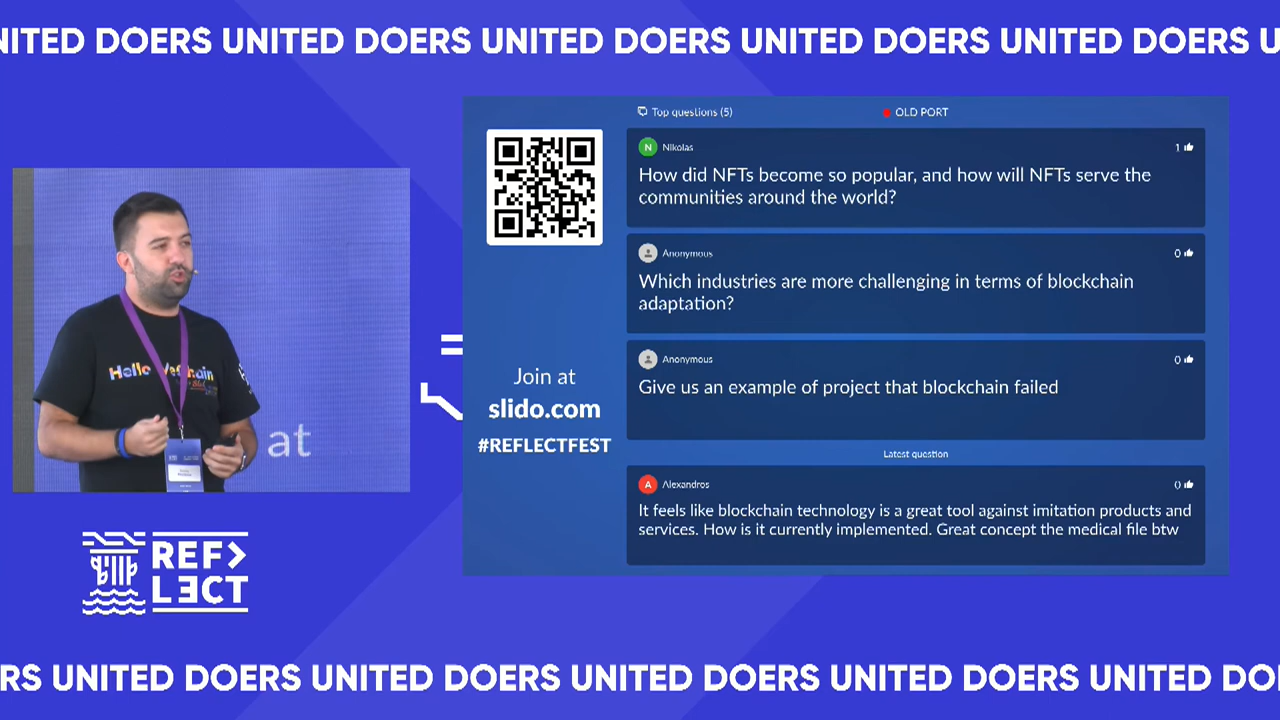 NITED DOERS UNITED DOERS UNITED DOERS UNITED DOERS UNITED DOERS U
Top questions (5)
OLD PORT
N
Nikolas
1
How did NFTs become so popular, and how will NFTs serve the
communities around the world?
Anonymous
0
Which industries are more challenging in terms of blockchain
adaptation?
Anonymous
0
Give us an example of project that blockchain failed
Latest question
A
Alexandros
0
It feels like blockchain technology is a great tool against imitation products and
services. How is it currently implemented. Great concept the medical file btw
Join at
slido.com
#REFLECTFEST
Hello
at
REF>
LECT
RS UNITED DOERS UNITED DOERS UNITED DOERS UNITED DOERS UNITED DO